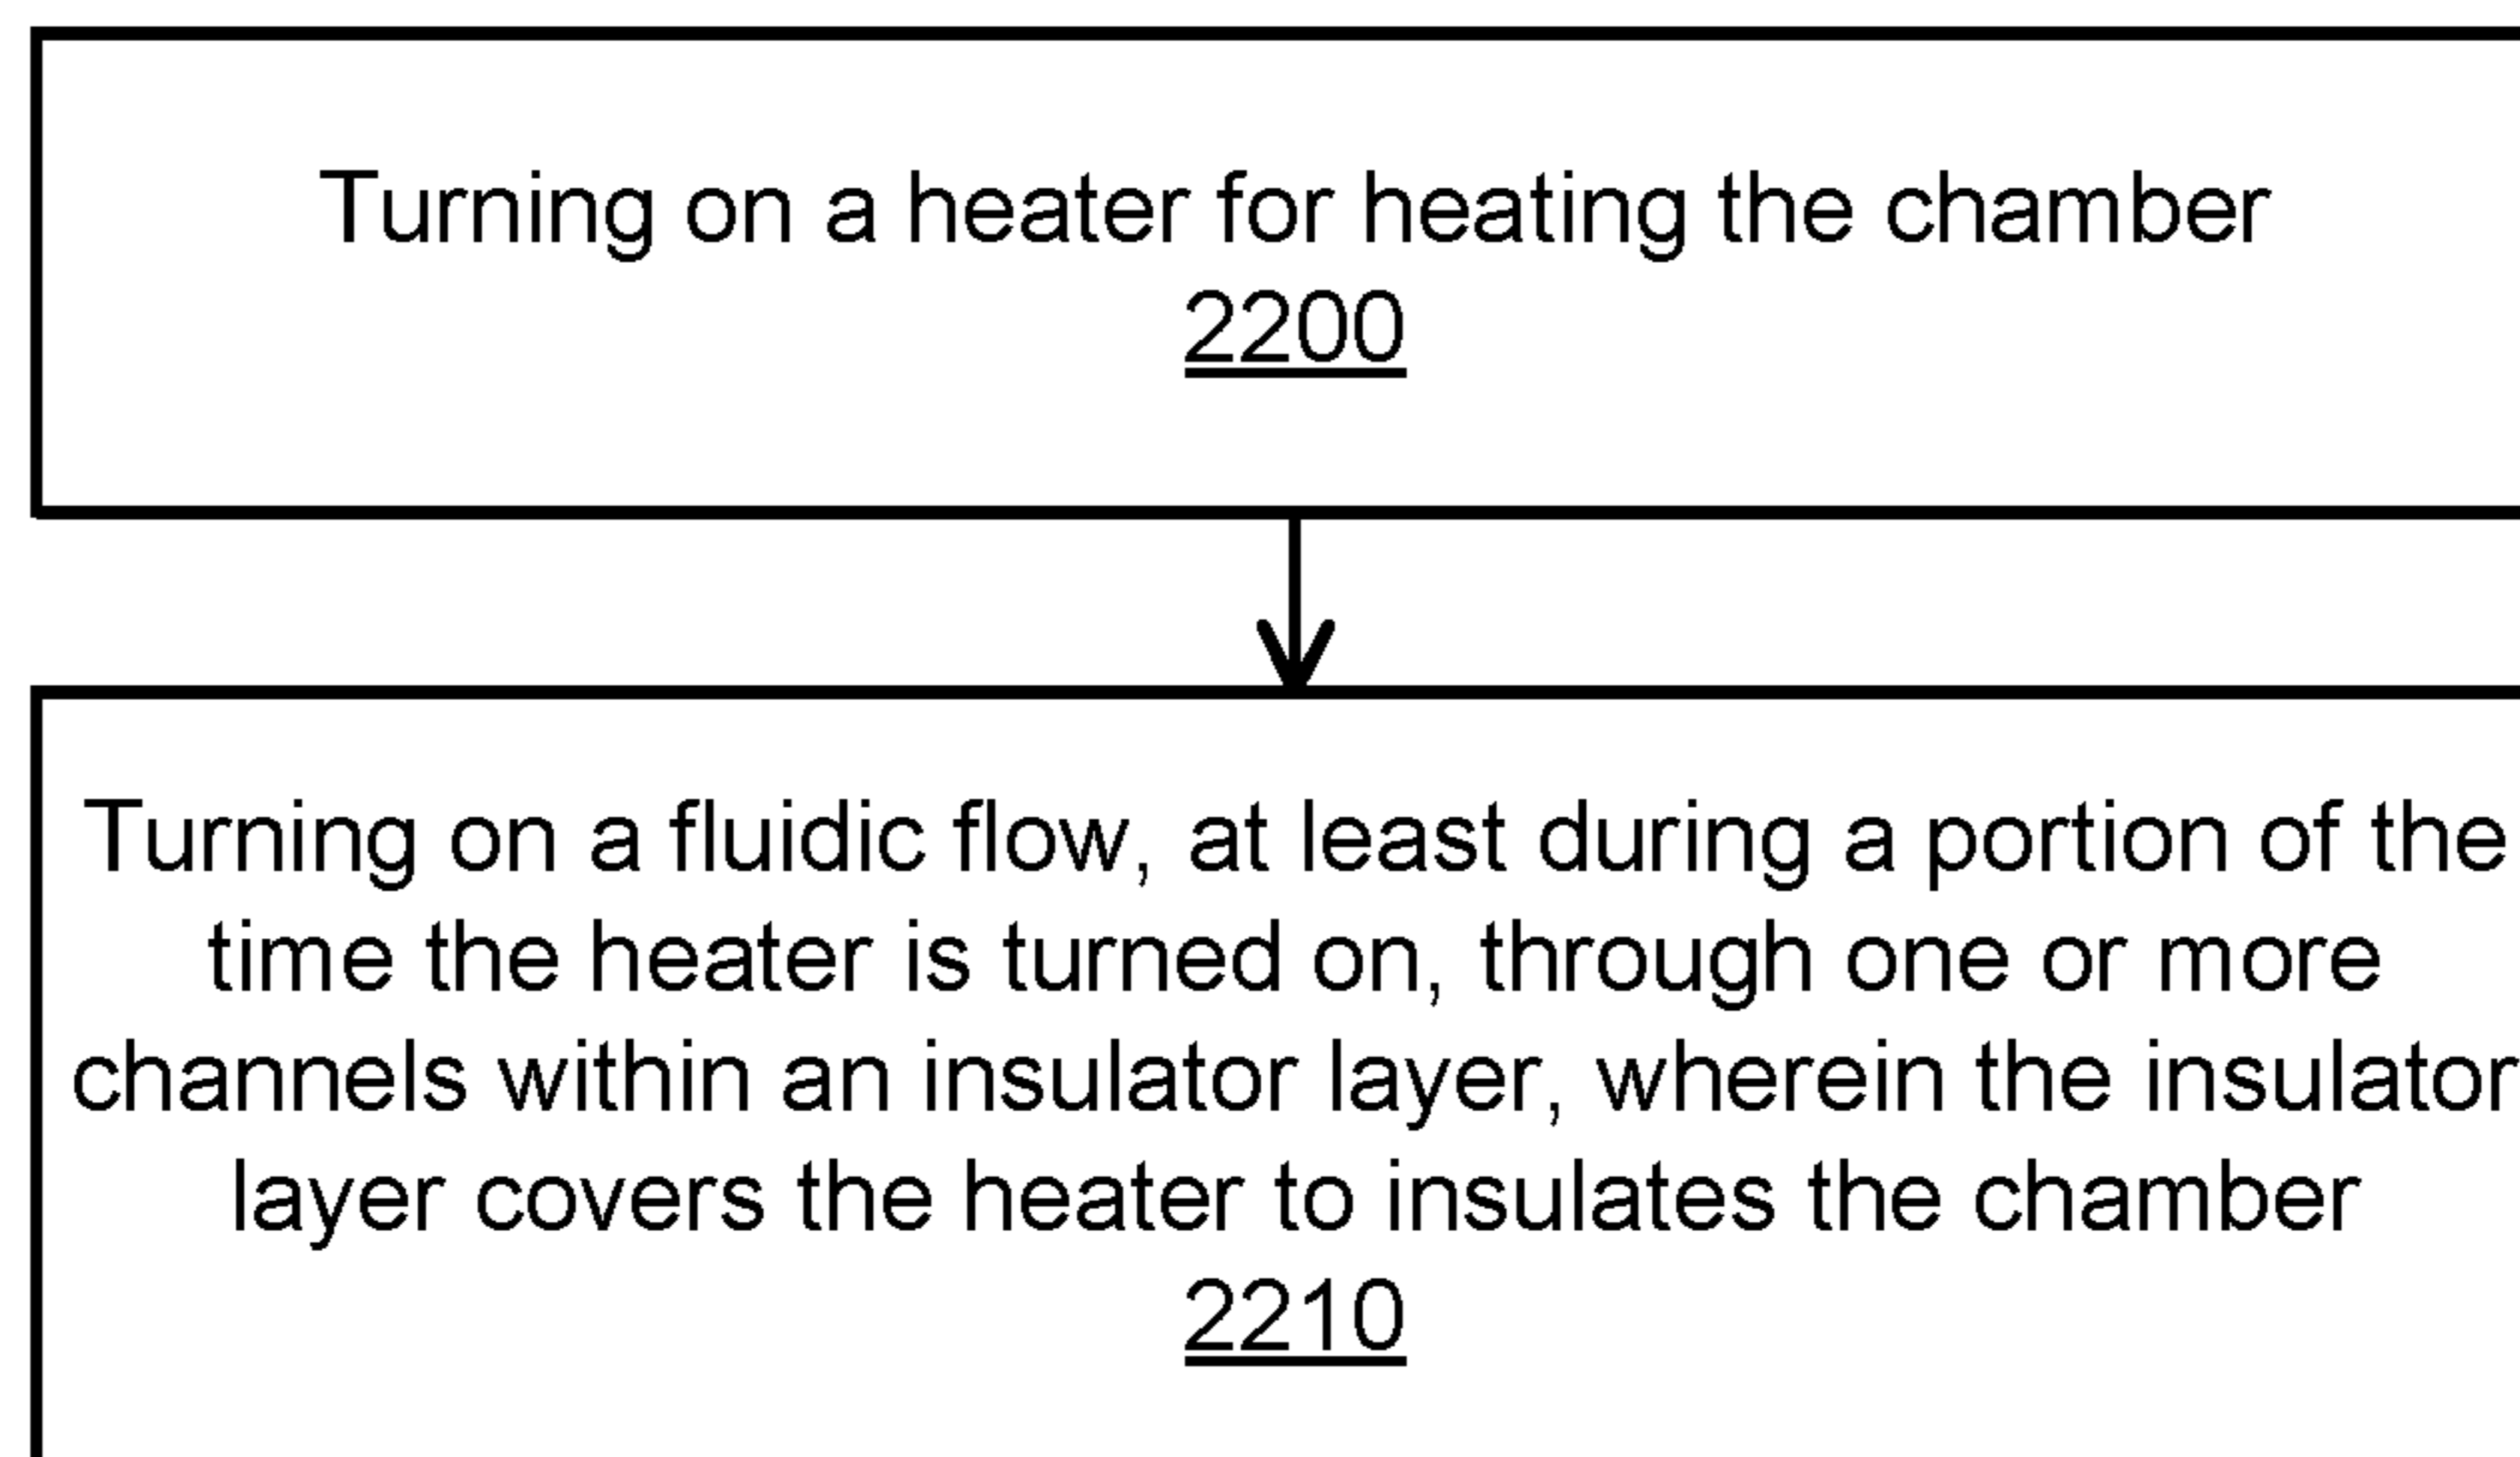 Turning on a heater for heating the chamber
2200
Turning on a fluidic flow, at least during a portion of the
time the heater is turned on, through one or more
channels within an insulator layer, wherein the insulator
layer covers the heater to insulates the chamber
2210